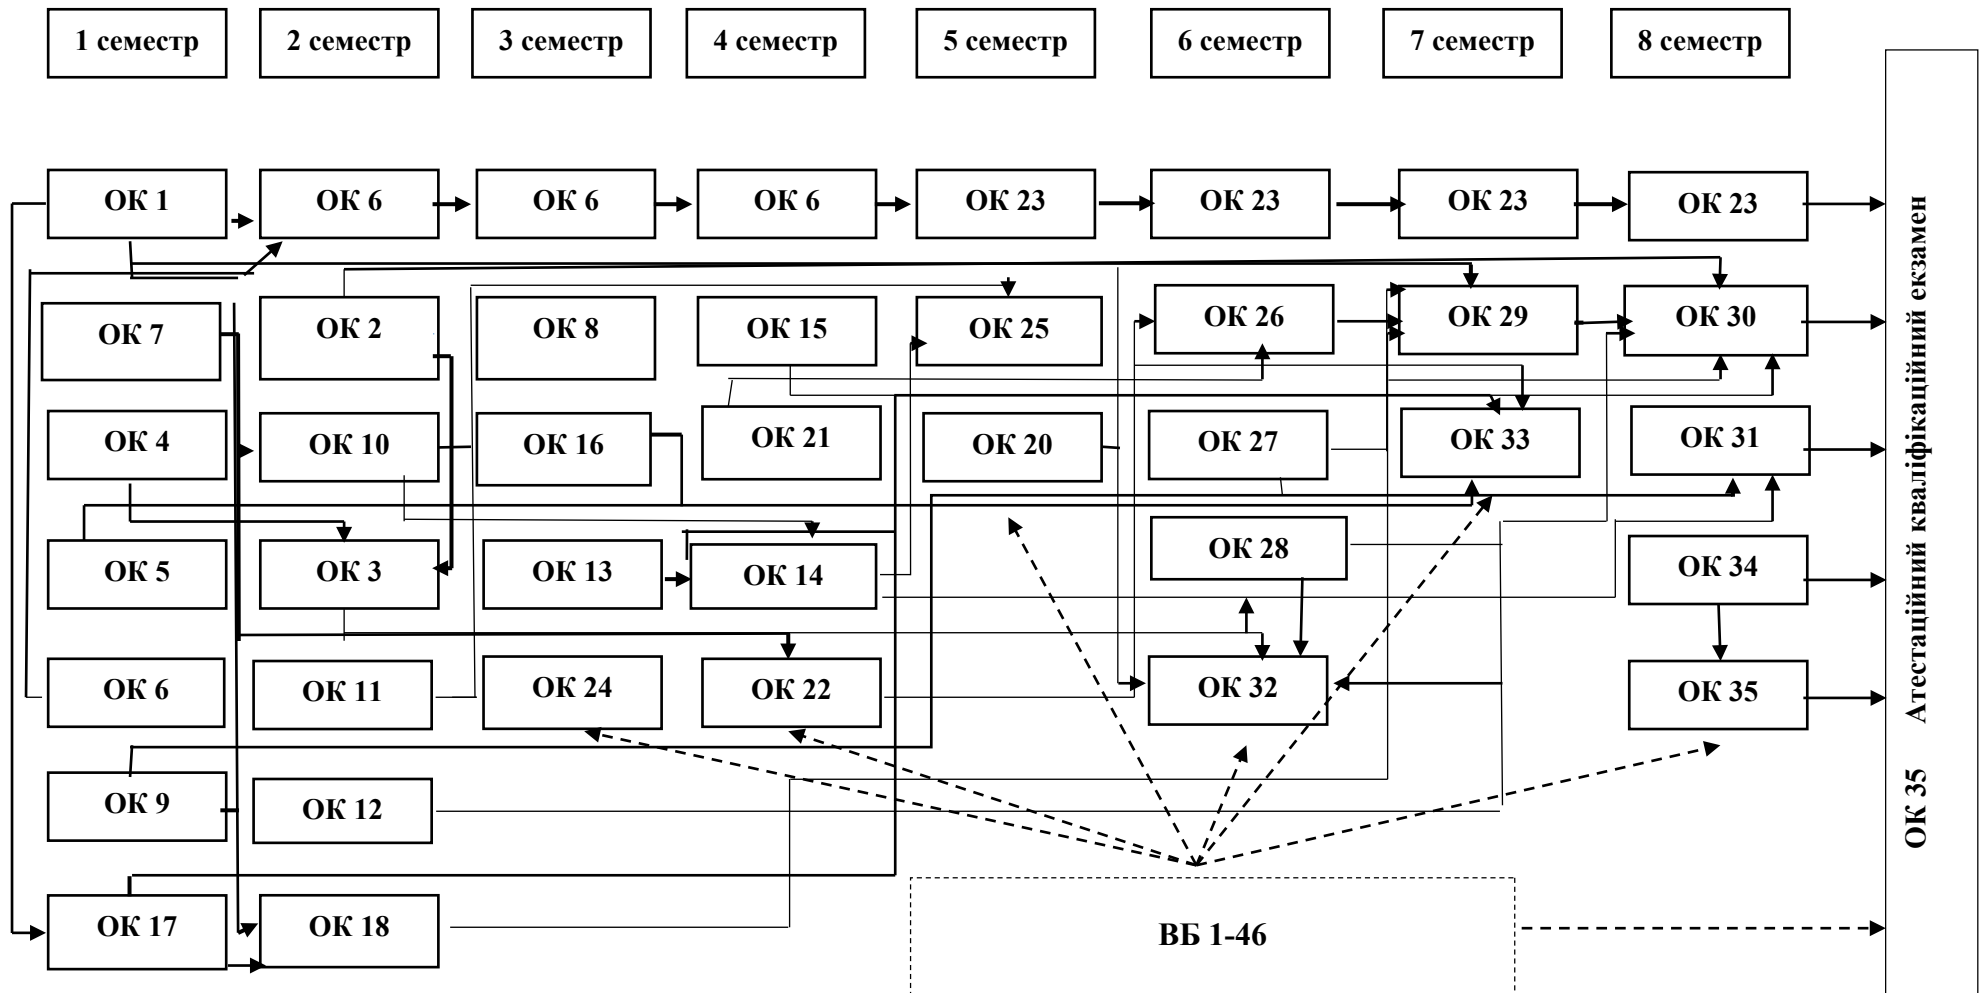 1 семестр
2 семестр
3 семестр
4 семестр
5 семестр
6 семестр
7 семестр
8 семестр
ОК 1
ОК 6
ОК 6
ОК 6
ОК 23
ОК 23
ОК 23
ОК 23
ОК 7
ОК 2
ОК 8
ОК 15
ОК 25
ОК 26
ОК 29
ОК 30
ОК 4
ОК 10
ОК 16
ОК 21
ОК 20
ОК 27
ОК 33
ОК 31
ОК 5
ОК 3
ОК 13
ОК 14
ОК 28
ОК 34
ОК 6
ОК 11
ОК 24
ОК 22
ОК 32
ОК 35
ОК 9
ОК 12
ОК 17
ОК 18
ВБ 1-46
ОК 35 Атестаційний кваліфікаційний екзамен